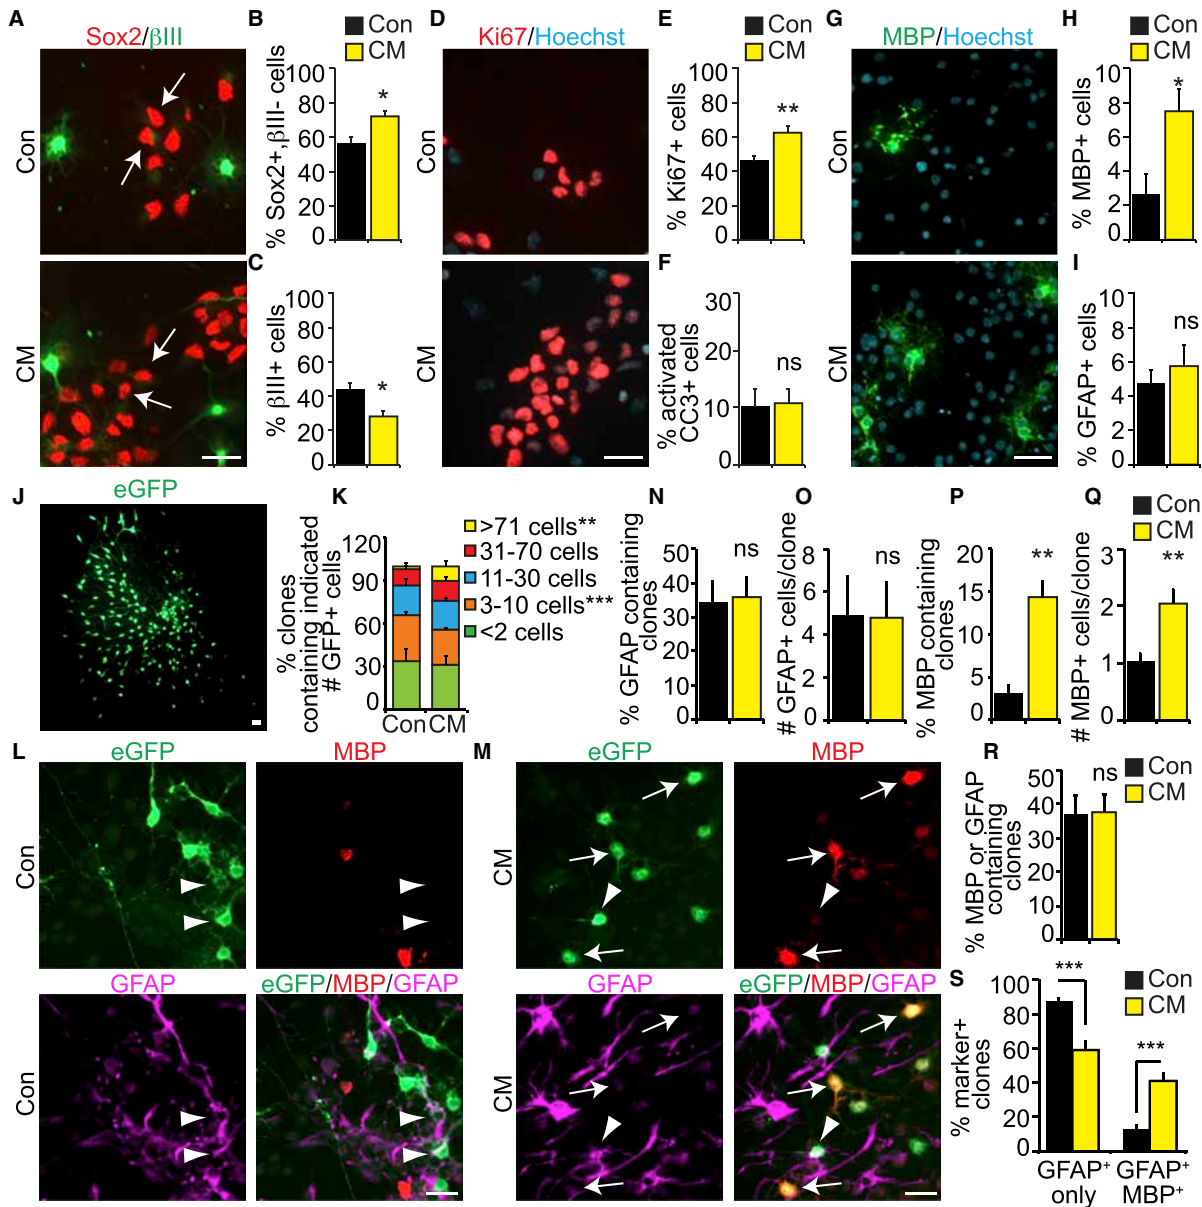 A
Sox2/βIII
Con
CM
B
Con
CM
% Sox2+,βIII- cells
100
80
60
40
20
0
*
C
% βIII+ cells
100
80
60
40
20
0
*
D
Ki67/Hoechst
Con
CM
E
Con
CM
% Ki67+ cells
100
80
60
40
20
0
**
F
% activated
CC3+ cells
30
20
10
0
ns
G
MBP/Hoechst
Con
CM
H
Con
CM
% MBP+ cells
10
8
6
4
2
0
*
I
% GFAP+ cells
10
8
6
4
2
0
ns
J
eGFP
K
% clones
containing indicated
# GFP+ cells
120
90
60
30
0
Con
CM
>71 cells**
31-70 cells
11-30 cells
3-10 cells***
<2 cells
N
% GFAP containing
clones
50
40
30
20
10
0
ns
O
# GFAP+ cells/clone
8
6
4
2
0
ns
P
% MBP containing
clones
20
15
10
5
0
**
Q
Con
CM
# MBP+ cells/clone
3
2
1
0
**
L
eGFP
MBP
Con
GFAP
eGFP/MBP/GFAP
Con
M
eGFP
MBP
CM
GFAP
eGFP/MBP/GFAP
CM
R
Con
CM
% MBP or GFAP
containing
clones
50
40
30
20
10
0
ns
S
Con
CM
% marker+
clones
100
80
60
40
20
0
***
***
GFAP⁺
only
GFAP⁺
MBP⁺